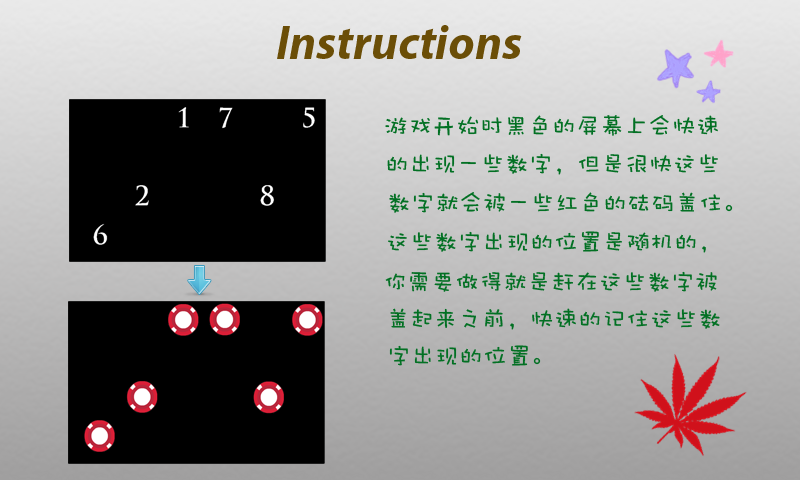 Instructions
1 7 5
2 8
6
游戏开始时黑色的屏幕上会快速
的出现一些数字，但是很快这些
数字就会被一些红色的砝码盖住。
这些数字出现的位置是随机的，
你需要做得就是赶在这些数字被
盖起来之前，快速的记住这些数
字出现的位置。